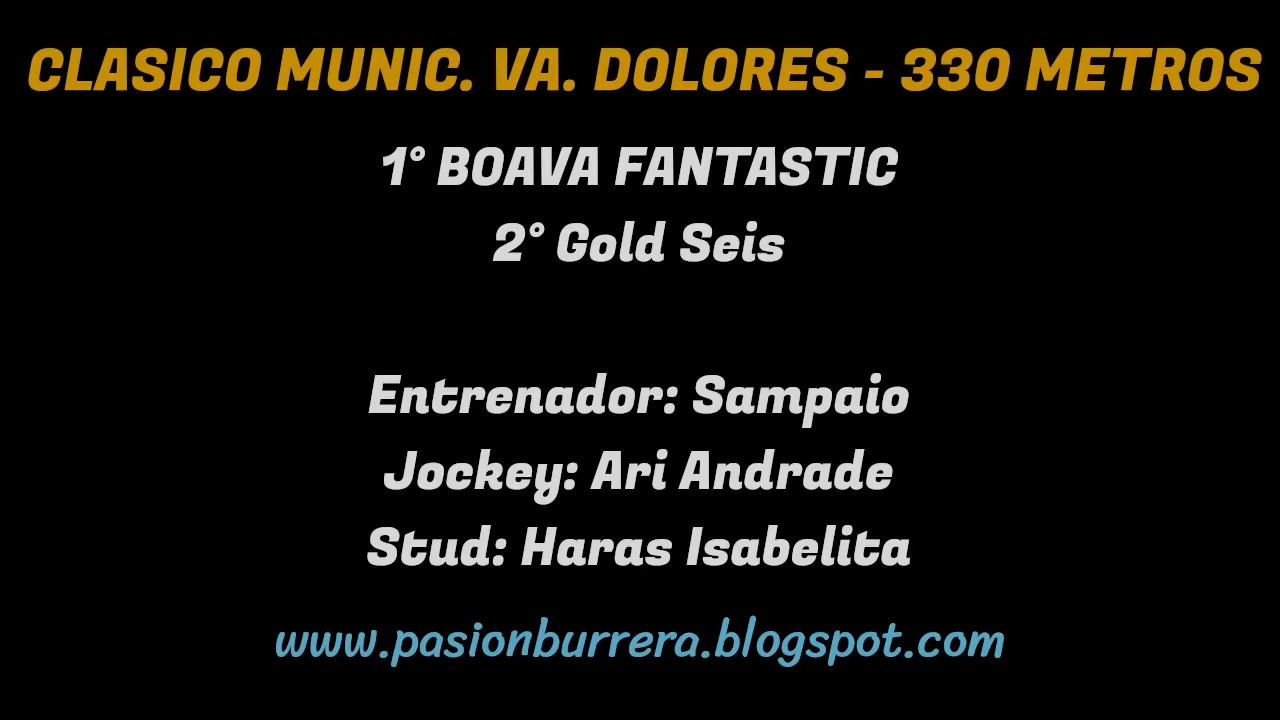 CLASICO MUNIC. VA. DOLORES - 330 METROS
1° BOAVA FANTASTIC
2° Gold Seis
Entrenador: Sampaio
Jockey: Ari Andrade
Stud: Haras Isabelita
www.pasionburrera.blogspot.com